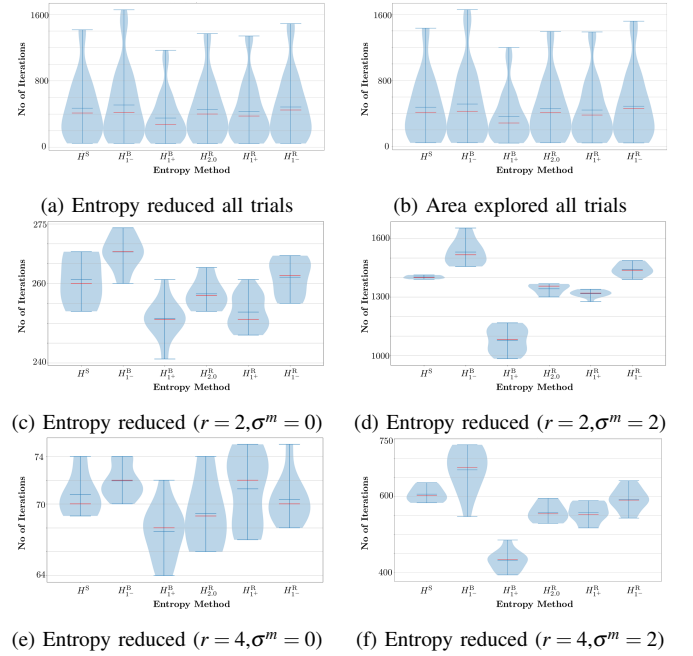 1600
800
400
0
No of Iterations
H^S H^B_{1−} H^B_{1+} H^R_{2.0} H^R_{1+} H^R_{1−}
Entropy Method
(a) Entropy reduced all trials
1600
800
400
0
No of Iterations
H^S H^B_{1−} H^B_{1+} H^R_{2.0} H^R_{1+} H^R_{1−}
Entropy Method
(b) Area explored all trials
275
260
240
No of Iterations
H^S H^B_{1−} H^B_{1+} H^R_{2.0} H^R_{1+} H^R_{1−}
Entropy Method
(c) Entropy reduced (r = 2,σ^m = 0)
1600
1300
1000
No of Iterations
H^S H^B_{1−} H^B_{1+} H^R_{2.0} H^R_{1+} H^R_{1−}
Entropy Method
(d) Entropy reduced (r = 2,σ^m = 2)
74
70
64
No of Iterations
H^S H^B_{1−} H^B_{1+} H^R_{2.0} H^R_{1+} H^R_{1−}
Entropy Method
(e) Entropy reduced (r = 4,σ^m = 0)
750
600
400
No of Iterations
H^S H^B_{1−} H^B_{1+} H^R_{2.0} H^R_{1+} H^R_{1−}
Entropy Method
(f) Entropy reduced (r = 4,σ^m = 2)